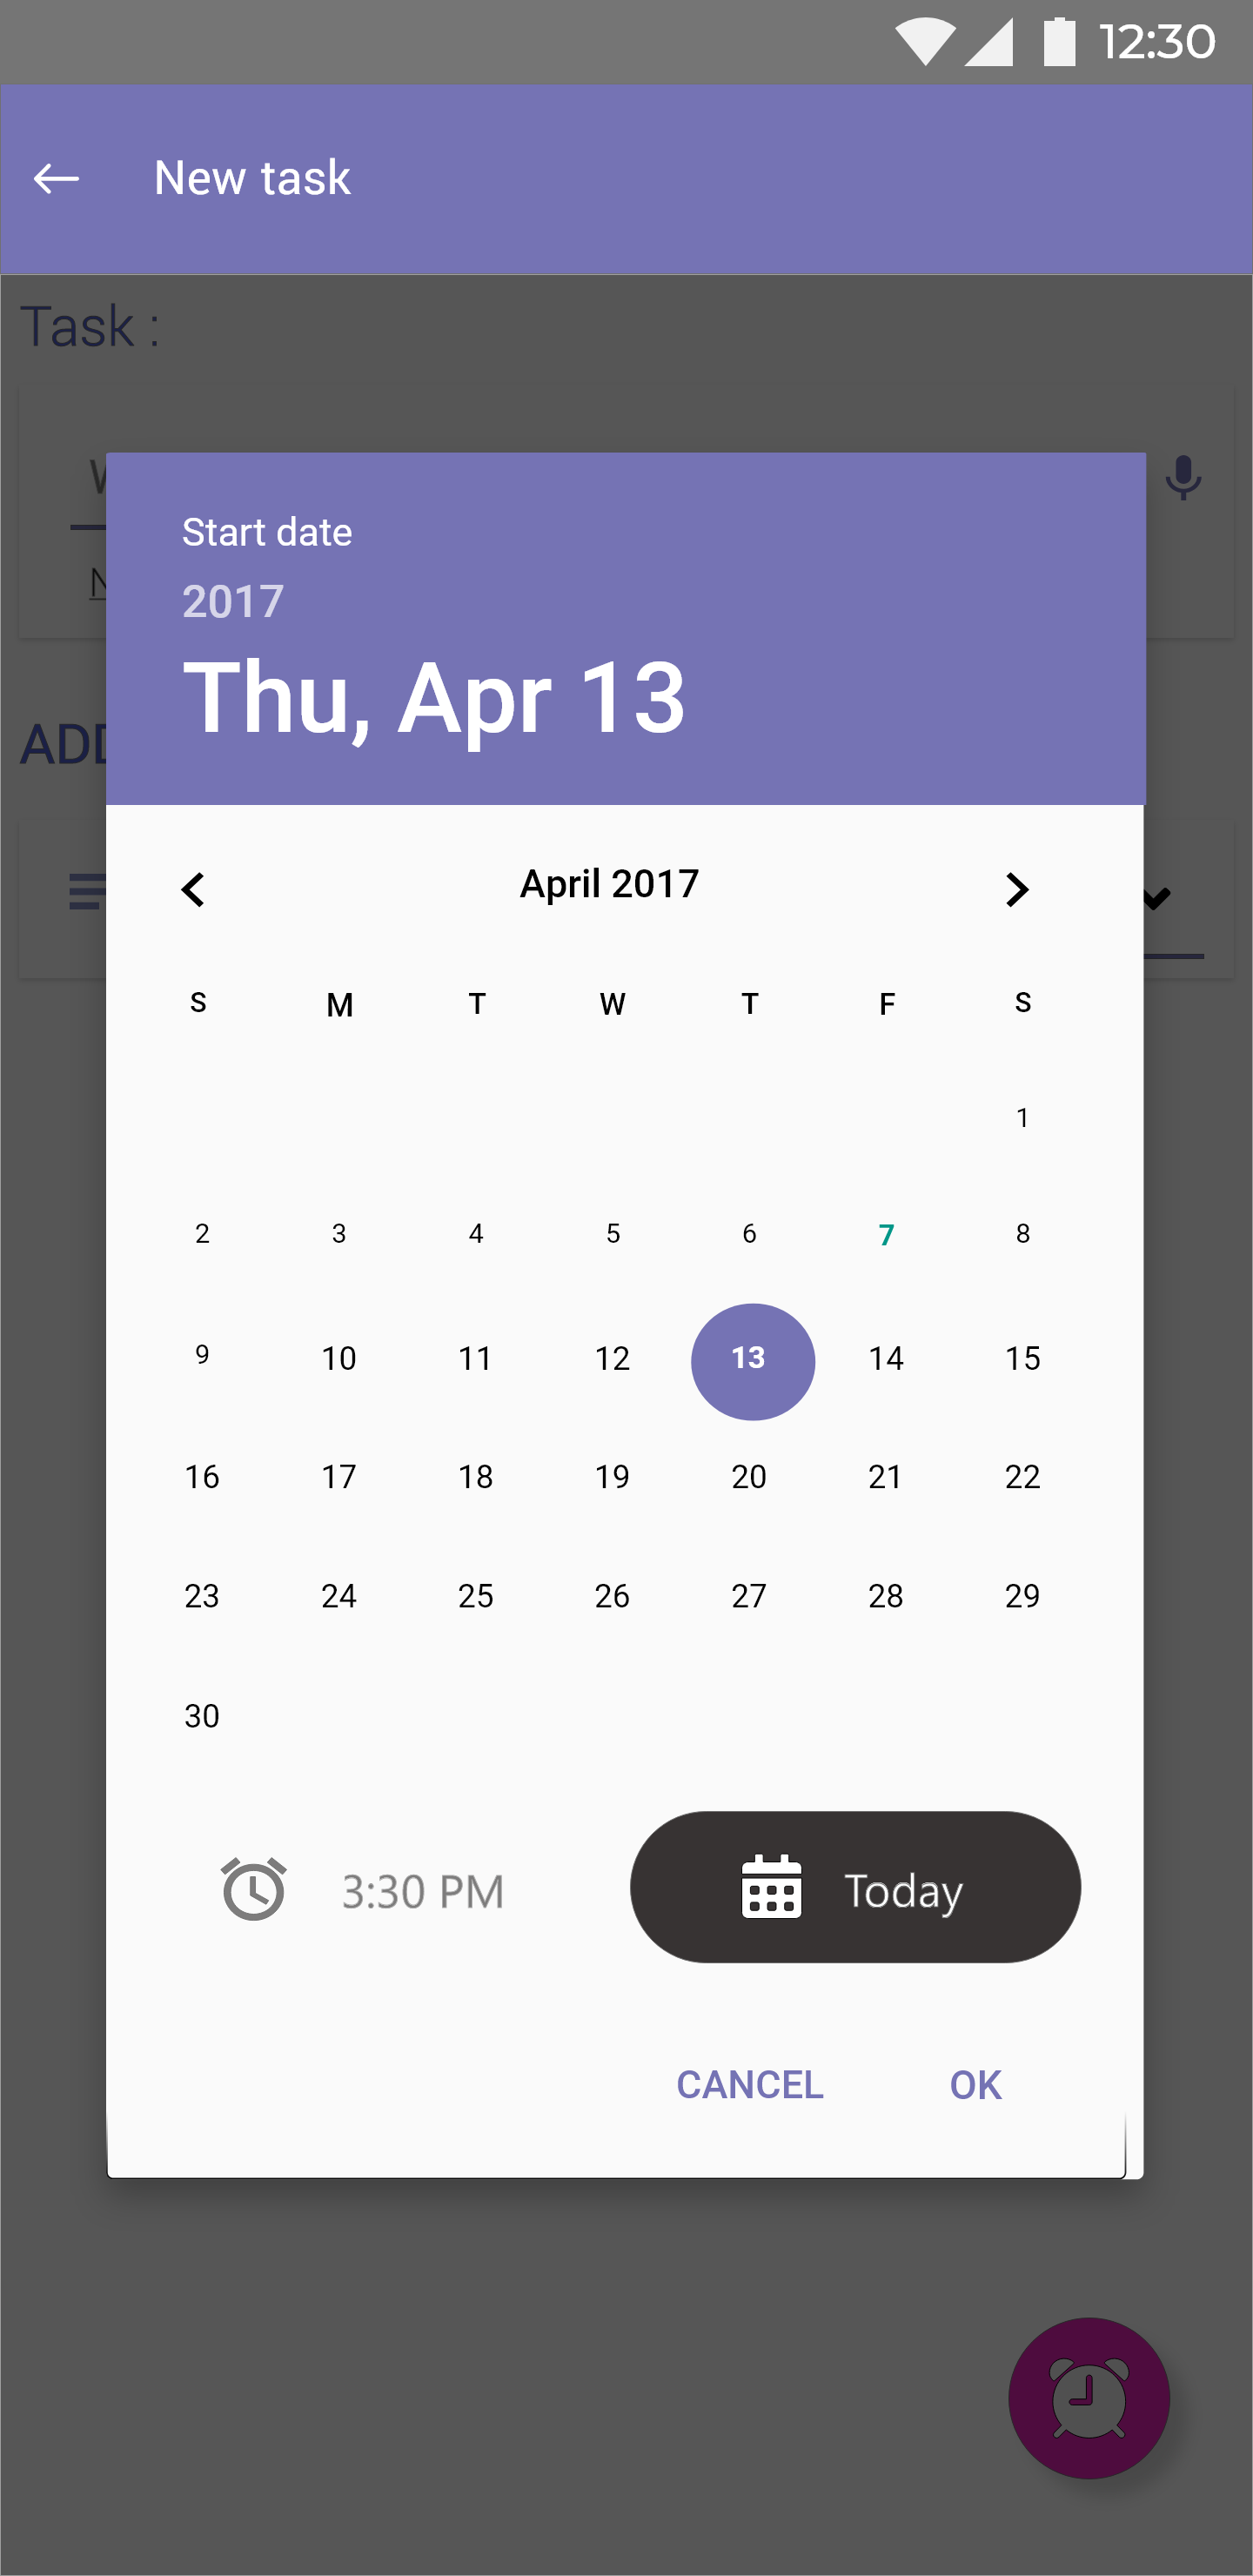 12:30
New task
Task :
Start date
2017
Thu, Apr 13
ADD
April 2017
S M T W T F S
1
2 3 4 5 6 7 8
9 10 11 12 13 14 15
16 17 18 19 20 21 22
23 24 25 26 27 28 29
30
3:30 PM
Today
CANCEL OK